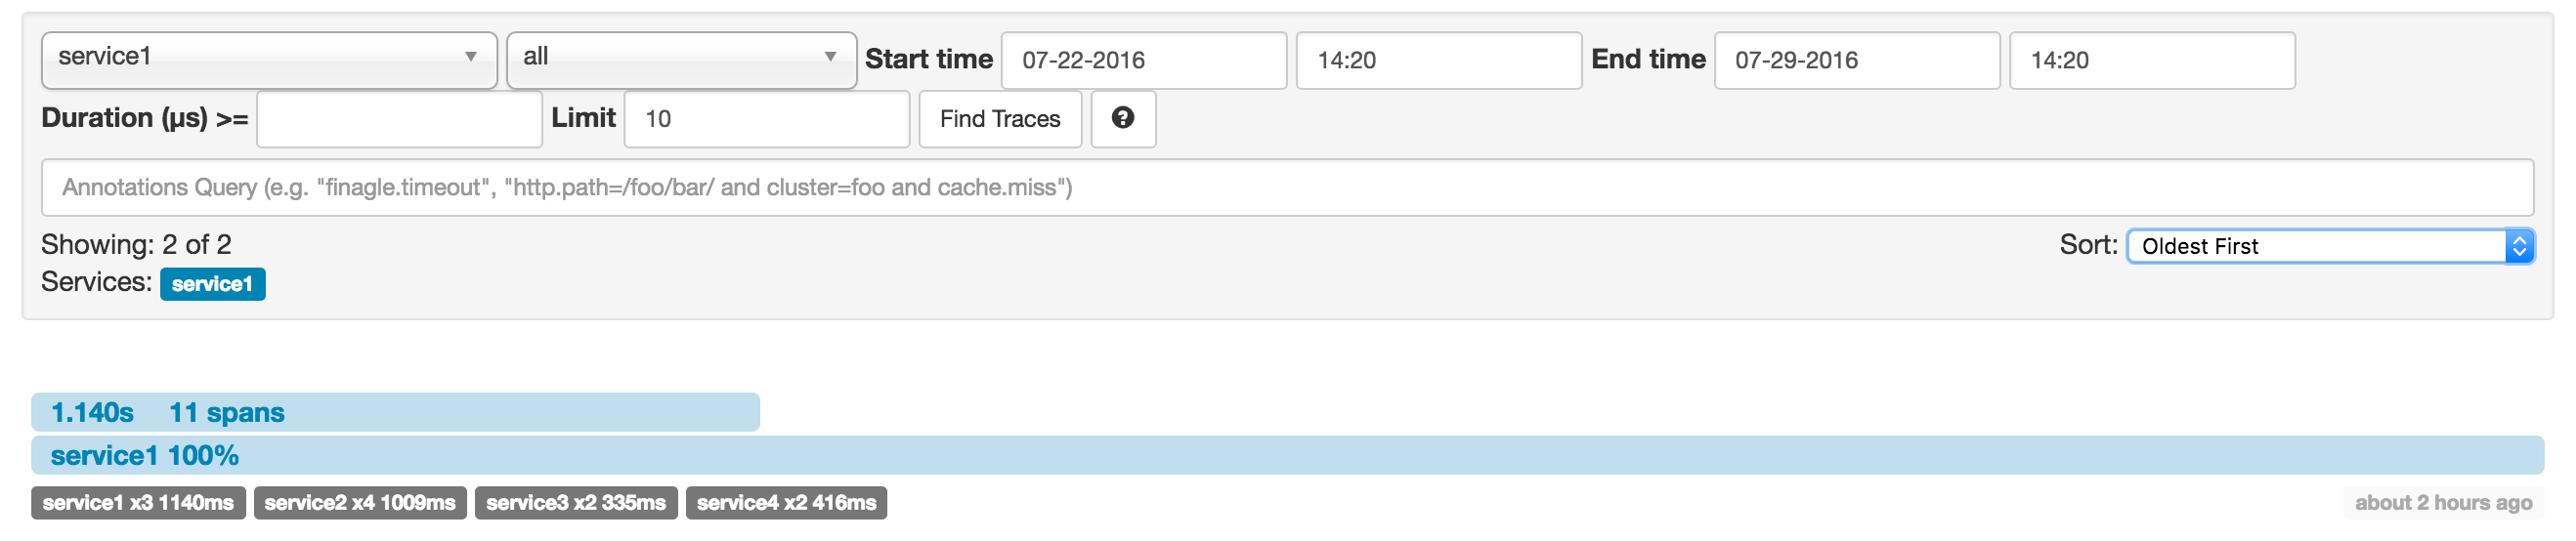 service1 all Start time 07-22-2016 14:20 End time 07-29-2016 14:20
Duration (µs) >= Limit 10 Find Traces
Annotations Query (e.g. "finagle.timeout", "http.path=/foo/bar/ and cluster=foo and cache.miss")
Showing: 2 of 2 Sort: Oldest First
Services: service1
1.140s 11 spans
service1 100%
service1 x3 1140ms service2 x4 1009ms service3 x2 335ms service4 x2 416ms about 2 hours ago